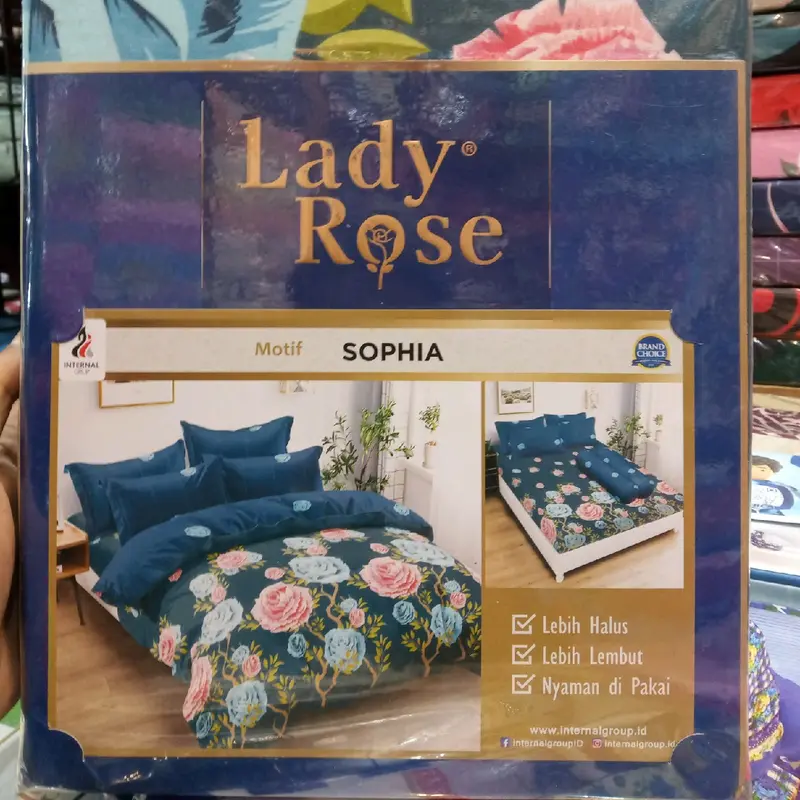 Lady®
Rose
INTERNAL
Motif SOPHIA
BRAND
CHOICE
Lebih Halus
Lebih Lembut
Nyaman di Pakai
www.internalgroup.id
internalgroupID internalgroup.id